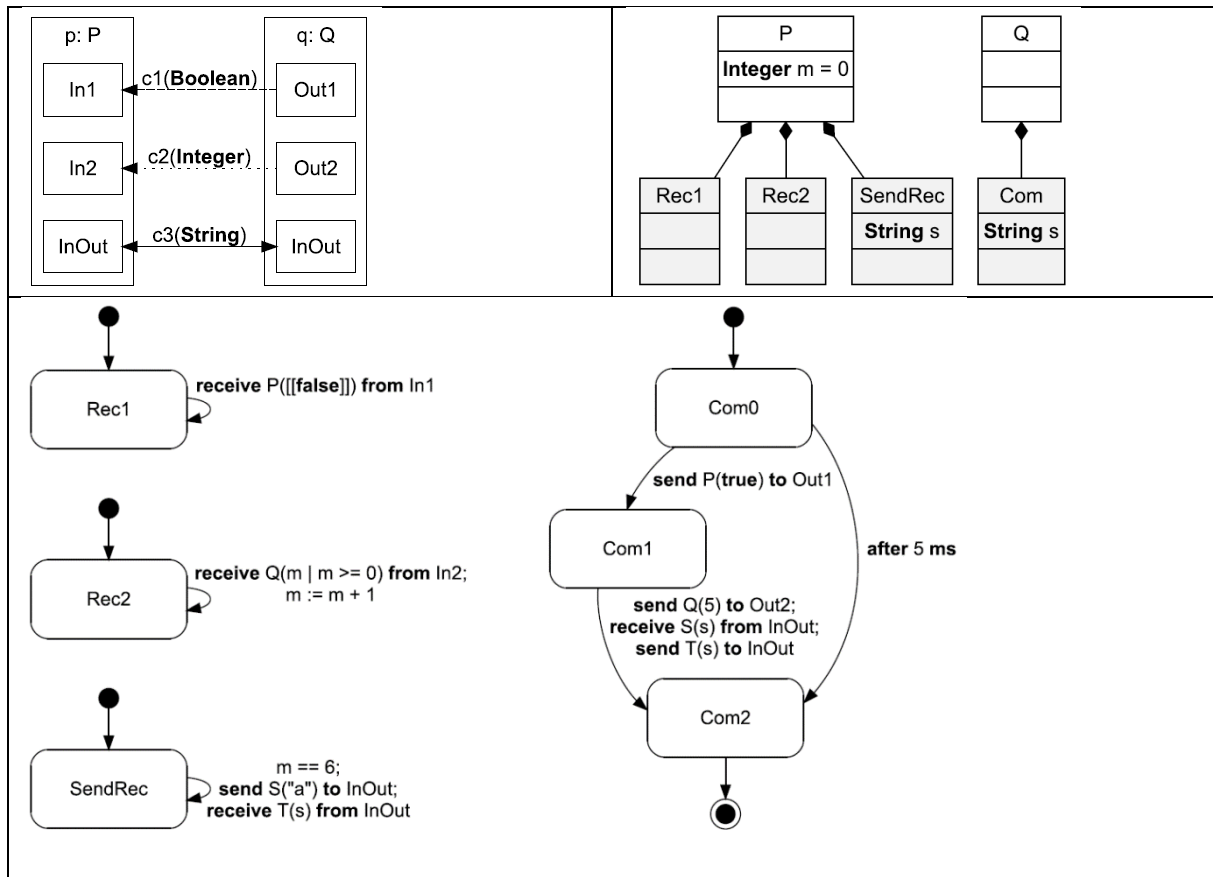 p: P
q: Q
In1
c1(Boolean)
Out1
In2
c2(Integer)
Out2
InOut
c3(String)
InOut
P
Integer m = 0
Q
Rec1
Rec2
SendRec
String s
Com
String s
Rec1
receive P([[false]]) from In1
Rec2
receive Q(m | m >= 0) from In2;
m := m + 1
SendRec
m == 6;
send S("a") to InOut;
receive T(s) from InOut
Com0
send P(true) to Out1
Com1
after 5 ms
send Q(5) to Out2;
receive S(s) from InOut;
send T(s) to InOut
Com2